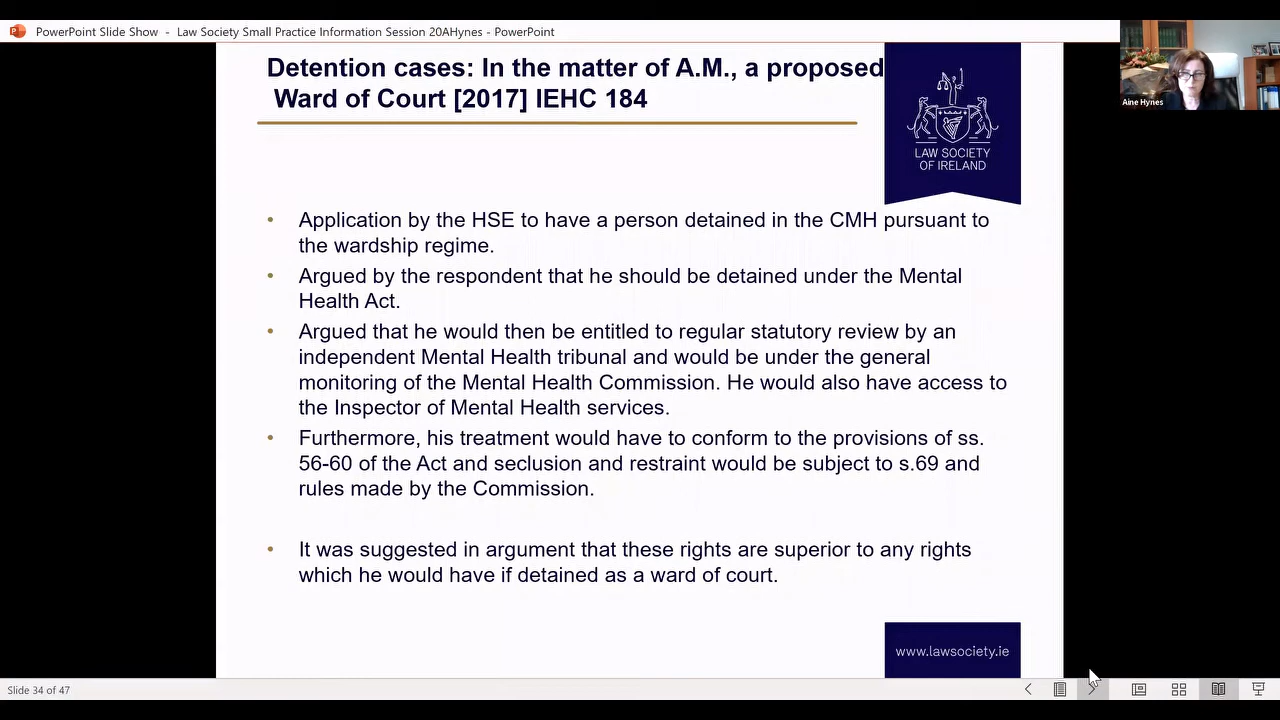 PowerPoint Slide Show - Law Society Small Practice Information Session 20AHynes - PowerPoint
Detention cases: In the matter of A.M., a proposed
Ward of Court [2017] IEHC 184
LAW SOCIETY
OF IRELAND
Aine Hynes
• Application by the HSE to have a person detained in the CMH pursuant to
the wardship regime.
• Argued by the respondent that he should be detained under the Mental
Health Act.
• Argued that he would then be entitled to regular statutory review by an
independent Mental Health tribunal and would be under the general
monitoring of the Mental Health Commission. He would also have access to
the Inspector of Mental Health services.
• Furthermore, his treatment would have to conform to the provisions of ss.
56-60 of the Act and seclusion and restraint would be subject to s.69 and
rules made by the Commission.
• It was suggested in argument that these rights are superior to any rights
which he would have if detained as a ward of court.
www.lawsociety.ie
Slide 34 of 47